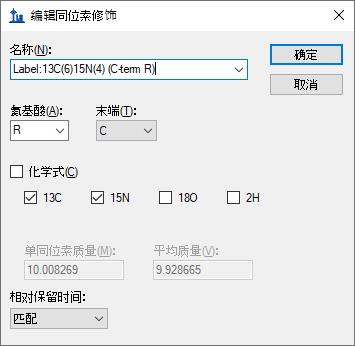 编辑同位素修饰
名称(N):
Label:13C(6)15N(4) (C-term R)
确定
取消
氨基酸(A):
末端(T):
R
C
化学式(C)
13C
15N
18O
2H
单同位素质量(M):
平均质量(V):
10.008269
9.928665
相对保留时间:
匹配